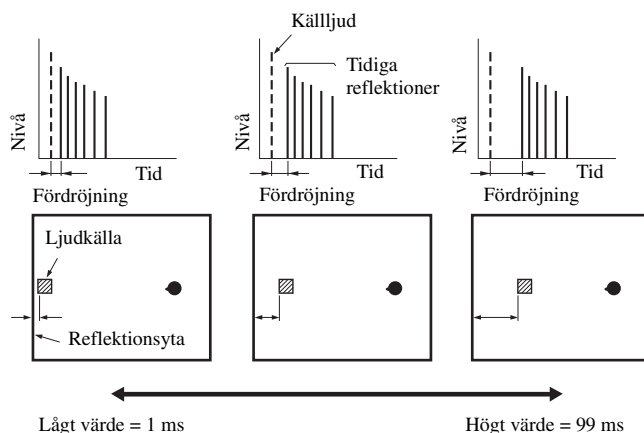 Källljud
Tidiga
reflektioner
Nivå
Nivå
Nivå
Tid
Tid
Tid
Fördröjning
Fördröjning
Fördröjning
Ljudkälla
Reflektionsyta
Lågt värde = 1 ms
Högt värde = 99 ms